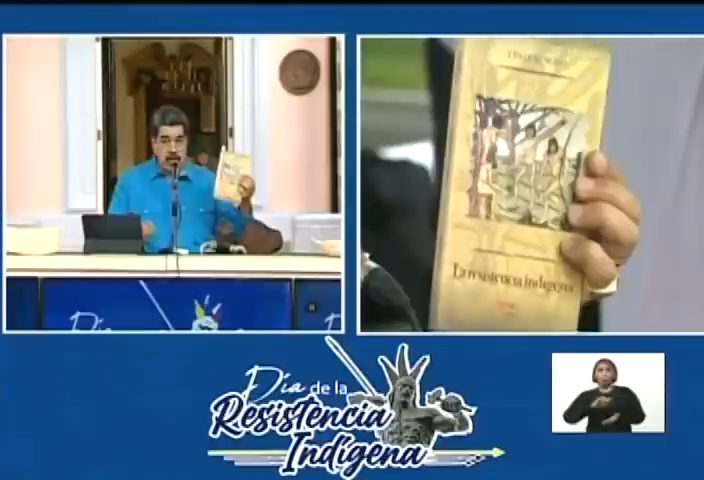 La resistencia indígena
Día de la
Resistencia
Indígena